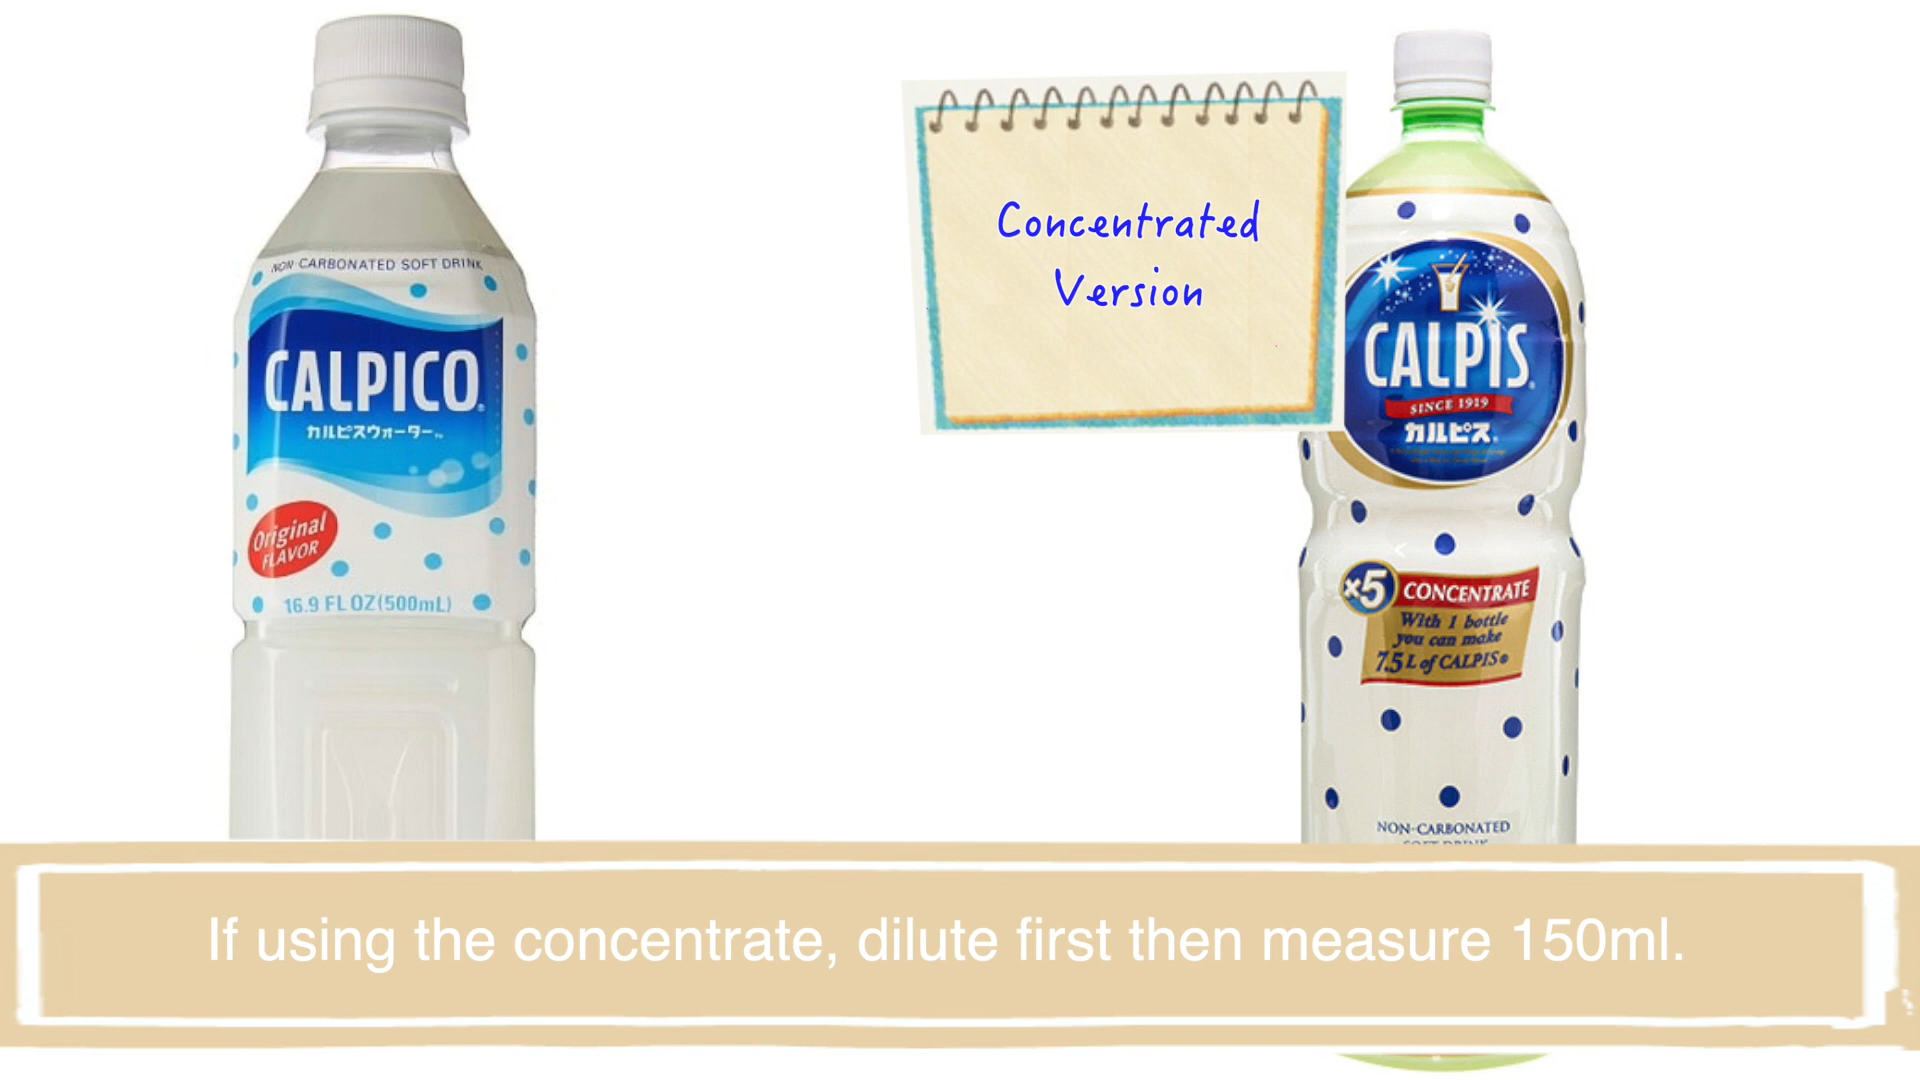 NON-CARBONATED SOFT DRINK
CALPICO
カルピスウォーター
Original
FLAVOR
16.9 FL OZ(500mL)
Concentrated
Version
CALPIS
SINCE 1919
カルピス
x5 CONCENTRATE
With 1 bottle
you can make
7.5L of CALPIS
NON-CARBONATED
If using the concentrate, dilute first then measure 150ml.